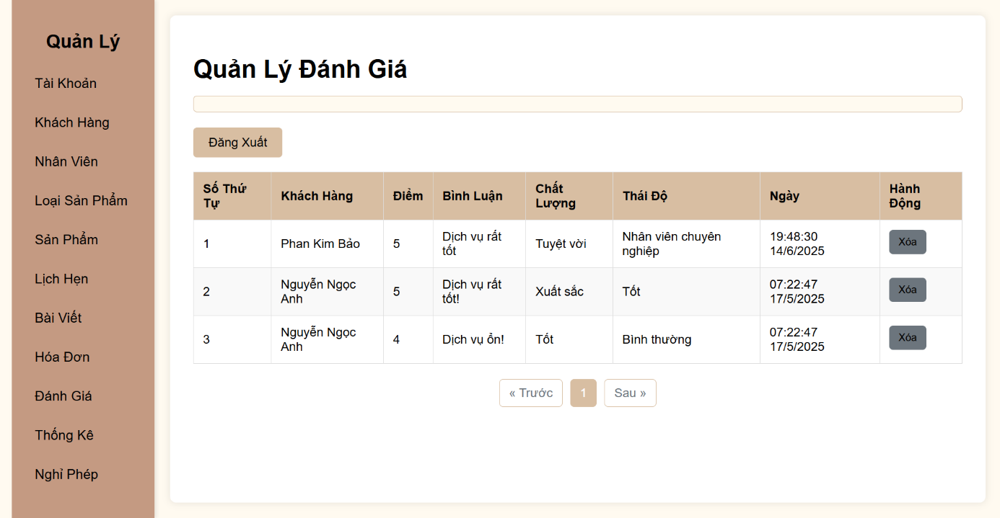 Quản Lý
Tài Khoản
Khách Hàng
Nhân Viên
Loại Sản Phẩm
Sản Phẩm
Lịch Hẹn
Bài Viết
Hóa Đơn
Đánh Giá
Thống Kê
Nghỉ Phép
Quản Lý Đánh Giá
Đăng Xuất
Số Thứ Tự Khách Hàng Điểm Bình Luận Chất Lượng Thái Độ Ngày Hành Động
1 Phan Kim Bảo 5 Dịch vụ rất tốt Tuyệt vời Nhân viên chuyên nghiệp 19:48:30 14/6/2025 Xóa
2 Nguyễn Ngọc Anh 5 Dịch vụ rất tốt! Xuất sắc Tốt 07:22:47 17/5/2025 Xóa
3 Nguyễn Ngọc Anh 4 Dịch vụ ổn! Tốt Bình thường 07:22:47 17/5/2025 Xóa
« Trước 1 Sau »